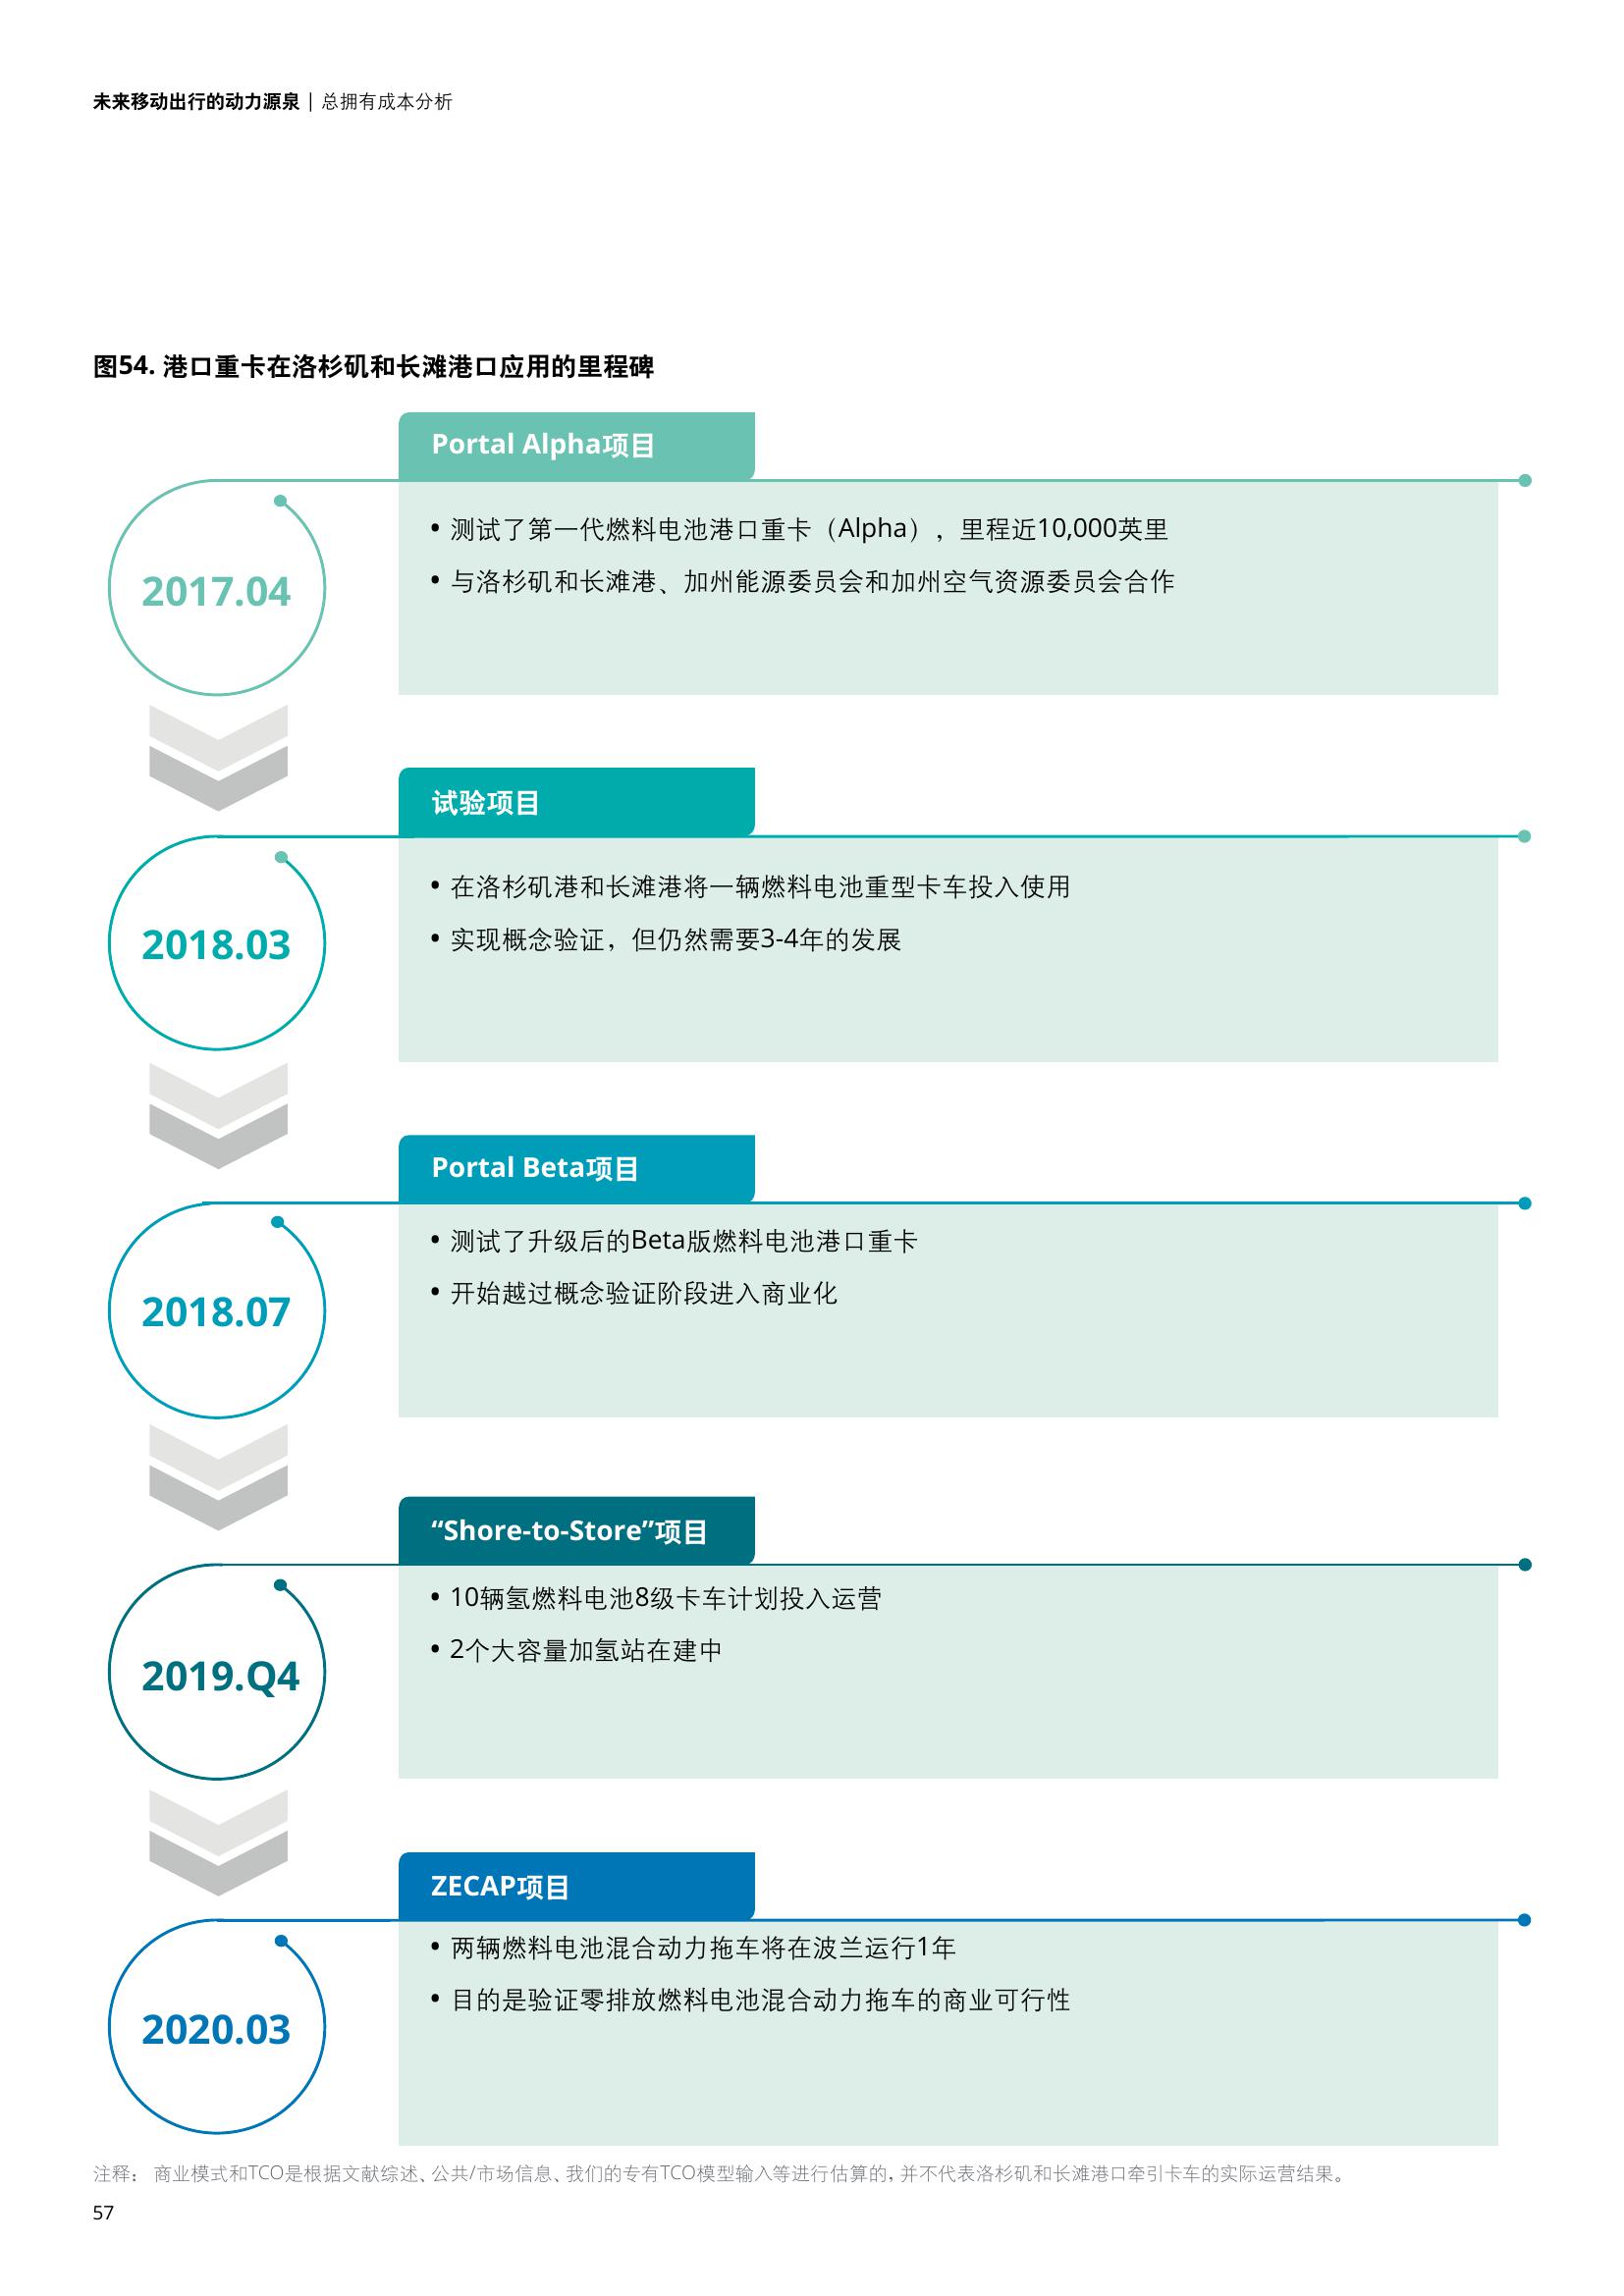 未来移动出行的动力源泉 | 总拥有成本分析
图54. 港口重卡在洛杉矶和长滩港口应用的里程碑
Portal Alpha项目
2017.04
• 测试了第一代燃料电池港口重卡（Alpha），里程近10,000英里
• 与洛杉矶和长滩港、加州能源委员会和加州空气资源委员会合作
试验项目
2018.03
• 在洛杉矶港和长滩港将一辆燃料电池重型卡车投入使用
• 实现概念验证，但仍然需要3-4年的发展
Portal Beta项目
2018.07
• 测试了升级后的Beta版燃料电池港口重卡
• 开始越过概念验证阶段进入商业化
“Shore-to-Store”项目
2019.Q4
• 10辆氢燃料电池8级卡车计划投入运营
• 2个大容量加氢站在建中
ZECAP项目
2020.03
• 两辆燃料电池混合动力拖车将在波兰运行1年
• 目的是验证零排放燃料电池混合动力拖车的商业可行性
注释： 商业模式和TCO是根据文献综述、公共/市场信息、我们的专有TCO模型输入等进行估算的，并不代表洛杉矶和长滩港口牵引卡车的实际运营结果。
57